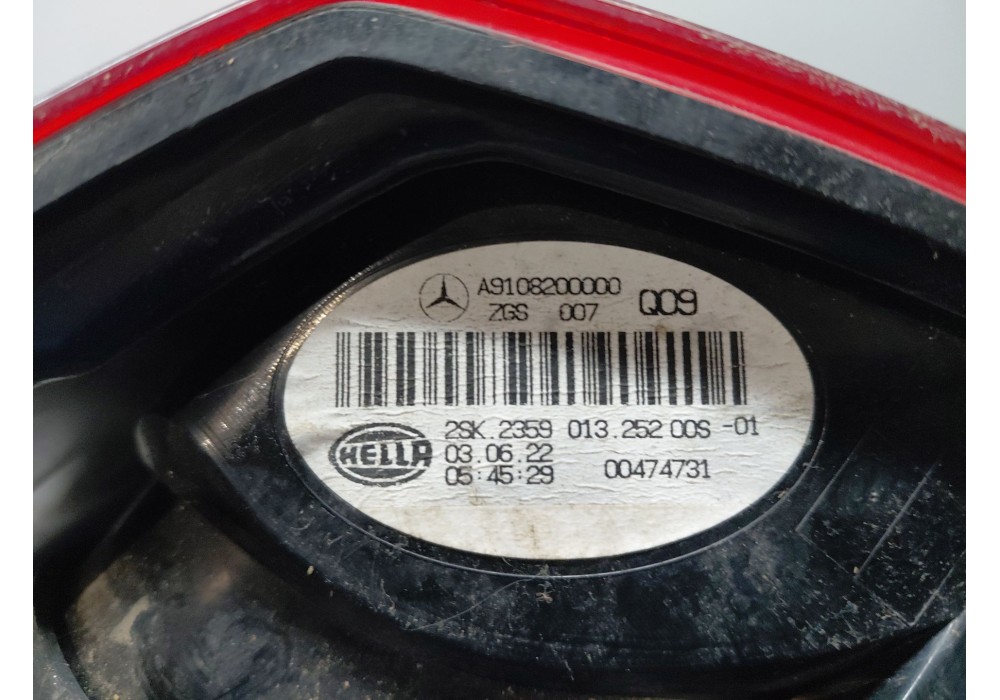 A9108200000
ZGS 007 Q09
HELLA
2SK.2359 013.252 00S -01
03.06.22
05:45:29 00474731